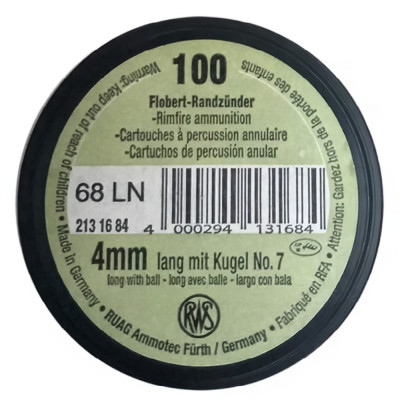 100
Flobert-Randzünder
-Rimfire ammunition
-Cartouches à percussion annulaire
-Cartuchos de percusión anular
68 LN
213 16 84
4 000294 131684
4mm lang mit Kugel No. 7
long with ball - long avec balle - largo con bala
RWS
Warning: Keep out of reach of children • Made in Germany • RUAG Ammotec Fürth / Germany • Fabriqué en RFA • Attention: Gardez hors de la portée des enfants